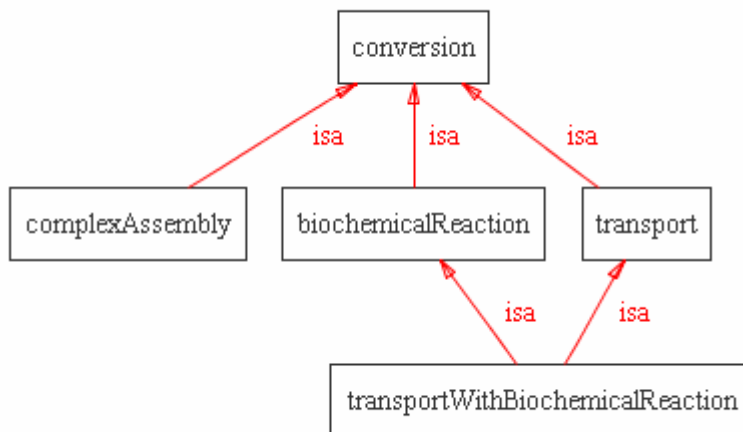 conversion
isa
isa
isa
complexAssembly
biochemicalReaction
transport
isa
isa
transportWithBiochemicalReaction